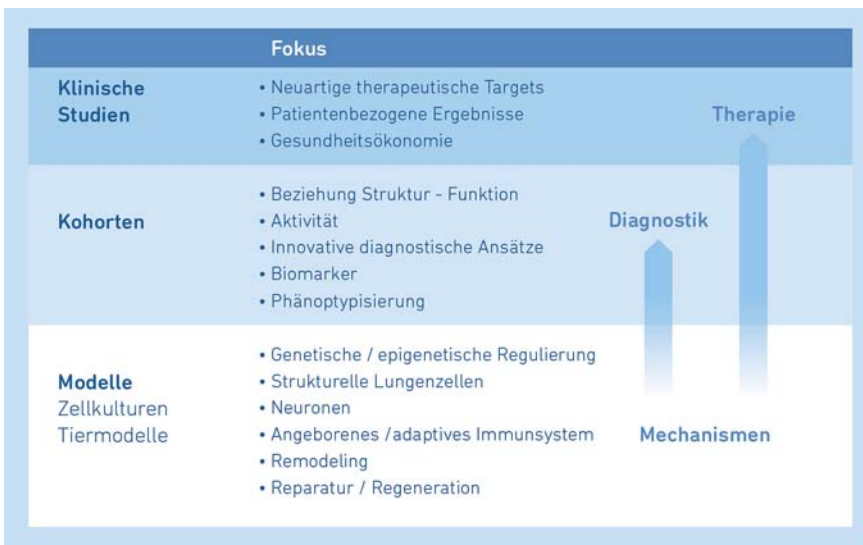 Fokus
Klinische
Studien
• Neuartige therapeutische Targets
• Patientenbezogene Ergebnisse
• Gesundheitsökonomie
Therapie
Kohorten
• Beziehung Struktur - Funktion
• Aktivität
• Innovative diagnostische Ansätze
• Biomarker
• Phänoptypisierung
Diagnostik
Modelle
Zellkulturen
Tiermodelle
• Genetische / epigenetische Regulierung
• Strukturelle Lungenzellen
• Neuronen
• Angeborenes /adaptives Immunsystem
• Remodeling
• Reparatur / Regeneration
Mechanismen